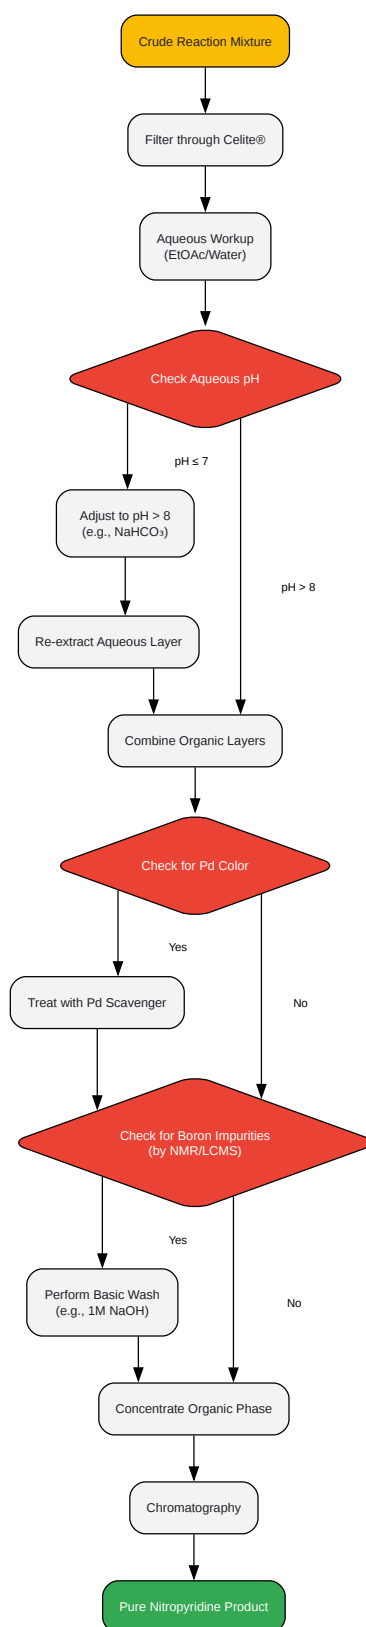 Crude Reaction Mixture
Filter through Celite®
Aqueous Workup
(EtOAc/Water)
Check Aqueous pH
pH ≤ 7
Adjust to pH > 8
(e.g., NaHCO₃)
pH > 8
Re-extract Aqueous Layer
Combine Organic Layers
Check for Pd Color
Yes
Treat with Pd Scavenger
No
Check for Boron Impurities
(by NMR/LCMS)
Yes
Perform Basic Wash
(e.g., 1M NaOH)
No
Concentrate Organic Phase
Chromatography
Pure Nitropyridine Product